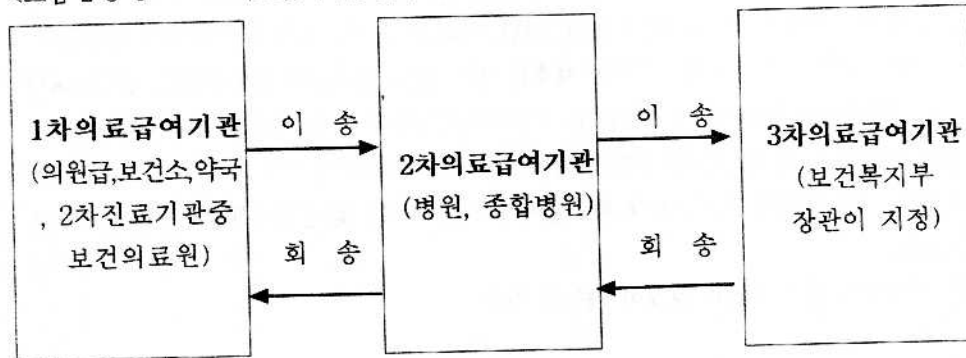 1차의료급여기관
(의원급,보건소,약국
, 2차진료기관중
보건의료원)
이 송
회 송
2차의료급여기관
(병원, 종합병원)
이 송
회 송
3차의료급여기관
(보건복지부
장관이 지정)